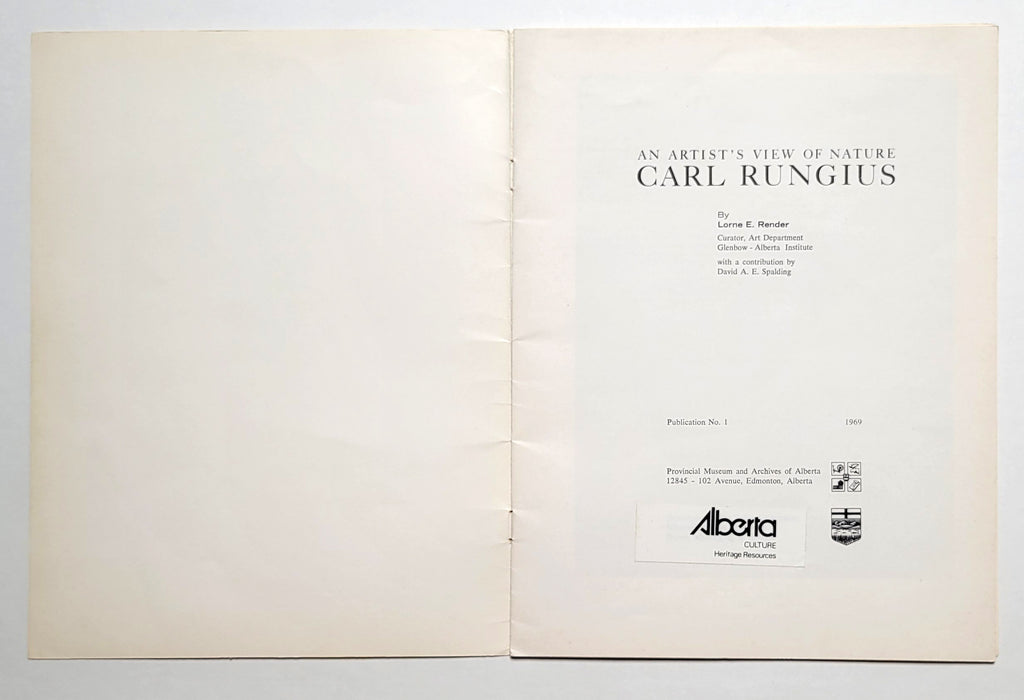 AN ARTIST'S VIEW OF NATURE
CARL RUNGIUS
By
Lorne E. Render
Curator, Art Department
Glenbow - Alberta Institute
with a contribution by
David A. E. Spalding
Publication No. 1 1969
Provincial Museum and Archives of Alberta
12845 - 102 Avenue, Edmonton, Alberta
Alberta
CULTURE
Heritage Resources